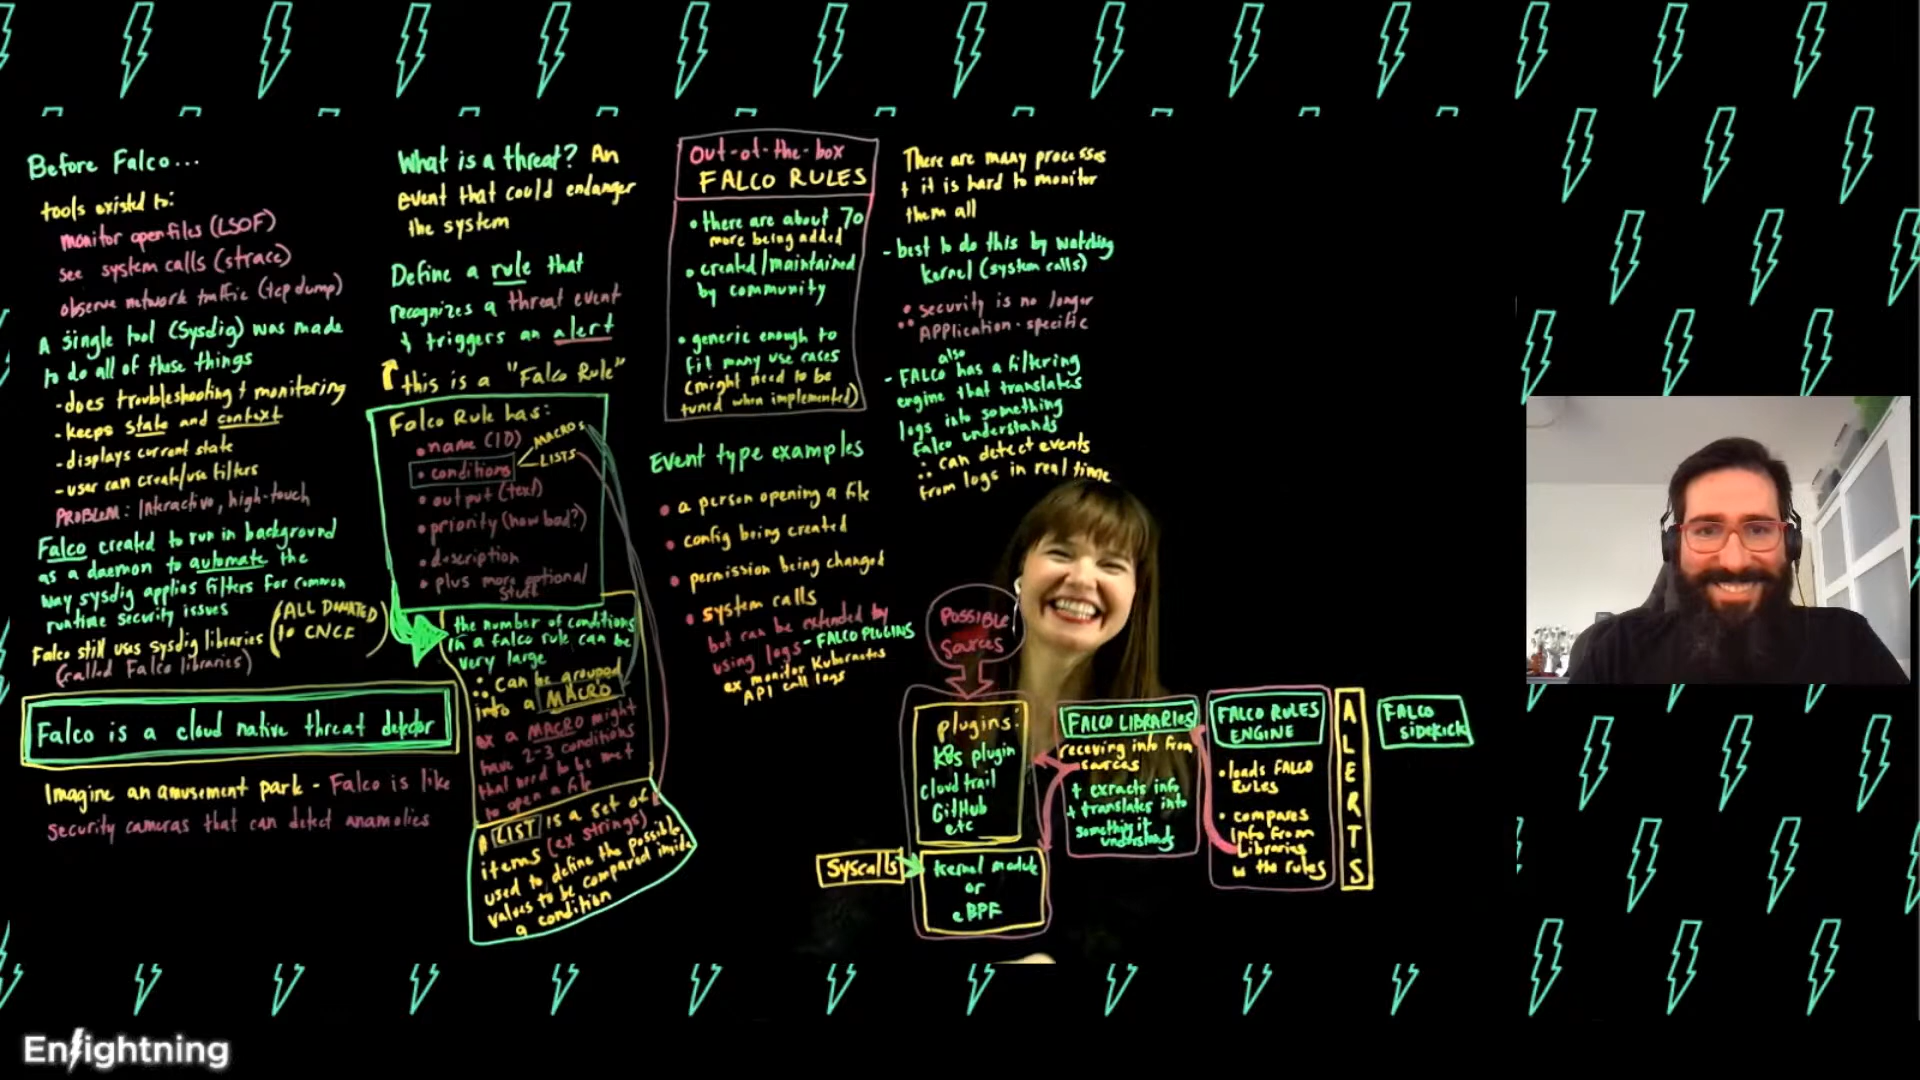 Before Falco...
tools existed to:
monitor open files (LSOF)
see system calls (strace)
observe network traffic (tcpdump)
A single tool (Sysdig) was made
to do all of these things
- does troubleshooting + monitoring
- keeps state and context
- displays current state
- user can create/use filters
PROBLEM: Interactive, high-touch
Falco created to run in background
as a daemon to automate the
way sysdig applies filters for common
runtime security issues
(ALL DONATED
to CNCF)
Falco still uses sysdig libraries
(called Falco libraries)
Falco is a cloud native threat detector
Imagine an amusement park - Falco is like
security cameras that can detect anamolies
What is a threat? An
event that could endanger
the system
Define a rule that
recognizes a threat event
+ triggers an alert
this is a "Falco Rule"
Falco Rule has:
• name (ID)
• conditions
MACROS
LISTS
• output (text)
• priority (how bad?)
• description
• plus more optional
stuff
the number of conditions
in a falco rule can be
very large
∴ can be grouped
into a MACRO
ex a MACRO might
have 2-3 conditions
that need to be met
to open a file
A LIST is a set of
items (ex strings)
used to define the possible
values to be compared inside
a condition
Out-of-the-box
FALCO RULES
• there are about 70
more being added
• created/maintained
by community
• generic enough to
fit many use cases
(might need to be
tuned when implemented)
Event type examples
• a person opening a file
• config being created
• permission being changed
• system calls
but can be extended by
using logs - FALCO PLUGINS
ex monitor Kubernetes
API call logs
There are many processes
+ it is hard to monitor
them all
- best to do this by watching
kernel (system calls)
∴ security is no longer
APPlication-specific
also
- FALCO has a filtering
engine that translates
logs into something
Falco understands
∴ can detect events
from logs in real time
POSSIBLE
Sources
plugins:
k8s plugin
cloudtrail
GitHub
etc
Syscalls
kernel module
or
eBPF
FALCO LIBRARIES
receving info from
sources
+ exracts info
+ translates into
something it
understands
FALCO RULES
ENGINE
• loads FALCO
RULES
• compares
info from
Libraries
w the rules
ALERTS
FALCO
SIDEKICK
Enlightning